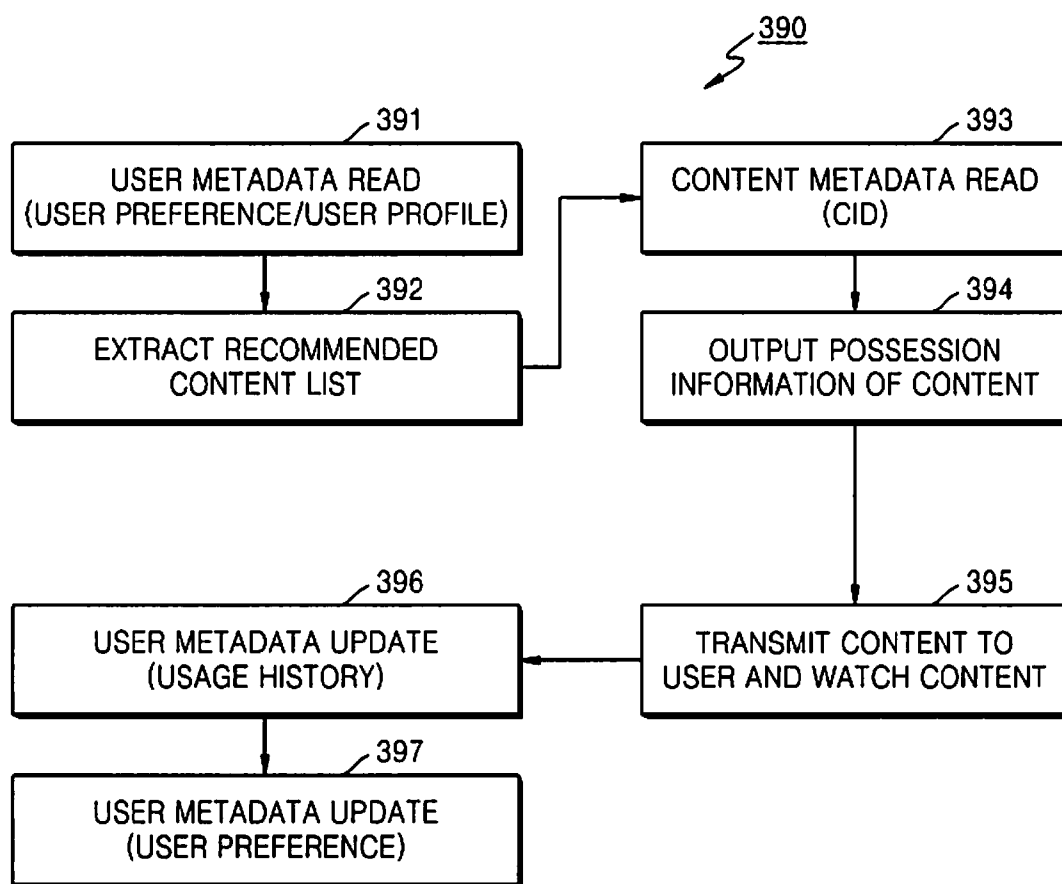 390
391
USER METADATA READ
(USER PREFERENCE/USER PROFILE)
392
EXTRACT RECOMMENDED
CONTENT LIST
393
CONTENT METADATA READ
(CID)
394
OUTPUT POSSESSION
INFORMATION OF CONTENT
395
TRANSMIT CONTENT TO
USER AND WATCH CONTENT
396
USER METADATA UPDATE
(USAGE HISTORY)
397
USER METADATA UPDATE
(USER PREFERENCE)